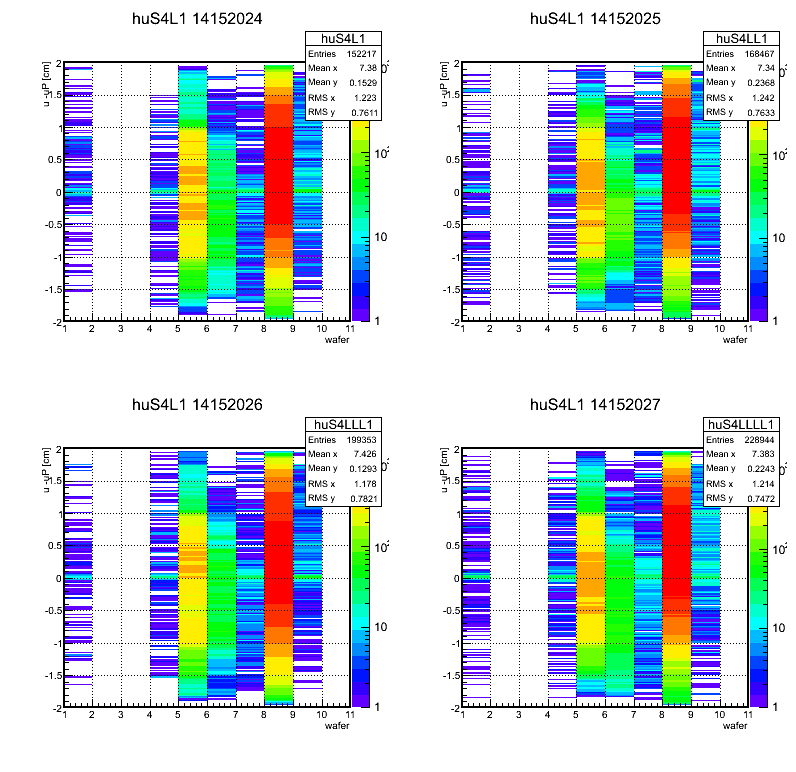 huS4L1 14152024
huS4L1
Entries 152217
Mean x 7.38
Mean y 0.1529
RMS x 1.223
RMS y 0.7611
u - uP [cm]
2
1.5
1
0.5
0
-0.5
-1
-1.5
-2
1 2 3 4 5 6 7 8 9 10 11
wafer
10²
10
1
huS4L1 14152025
huS4LL1
Entries 168467
Mean x 7.34
Mean y 0.2368
RMS x 1.242
RMS y 0.7633
u - uP [cm]
2
1.5
1
0.5
0
-0.5
-1
-1.5
-2
1 2 3 4 5 6 7 8 9 10 11
wafer
10²
10
1
huS4L1 14152026
huS4LLL1
Entries 199353
Mean x 7.426
Mean y 0.1293
RMS x 1.178
RMS y 0.7821
u - uP [cm]
2
1.5
1
0.5
0
-0.5
-1
-1.5
-2
1 2 3 4 5 6 7 8 9 10 11
wafer
10²
10
1
huS4L1 14152027
huS4LLLL1
Entries 228944
Mean x 7.383
Mean y 0.2243
RMS x 1.214
RMS y 0.7472
u - uP [cm]
2
1.5
1
0.5
0
-0.5
-1
-1.5
-2
1 2 3 4 5 6 7 8 9 10 11
wafer
10²
10
1